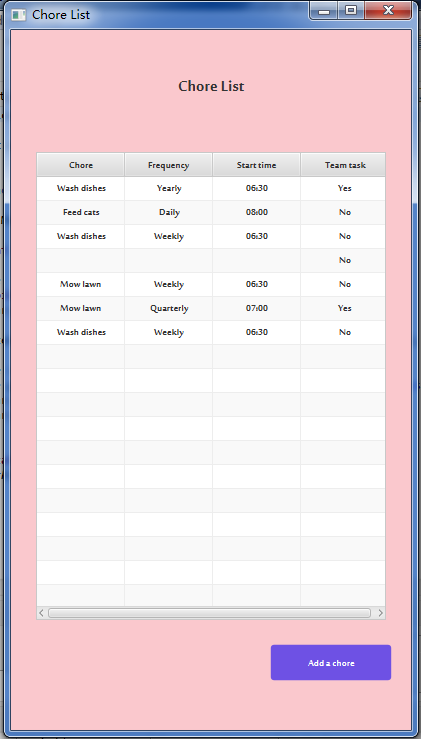 Chore List
Chore List
Chore Frequency Start time Team task
Wash dishes Yearly 06:30 Yes
Feed cats Daily 08:00 No
Wash dishes Weekly 06:30 No
No
Mow lawn Weekly 06:30 No
Mow lawn Quarterly 07:00 Yes
Wash dishes Weekly 06:30 No
Add a chore